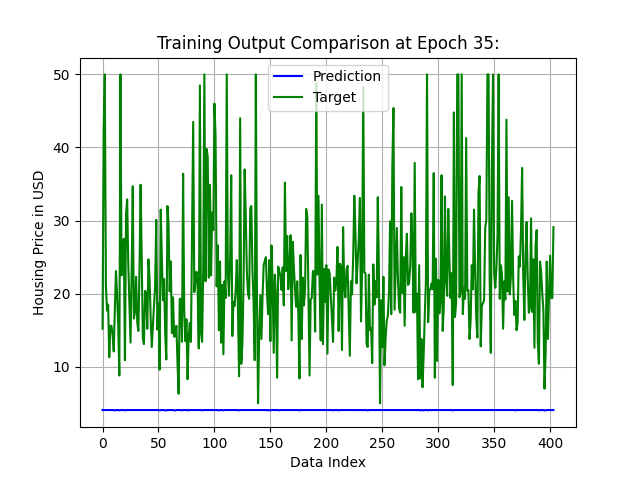 Training Output Comparison at Epoch 35:
Prediction
Target
50
40
30
20
10
Housing Price in USD
0 50 100 150 200 250 300 350 400
Data Index